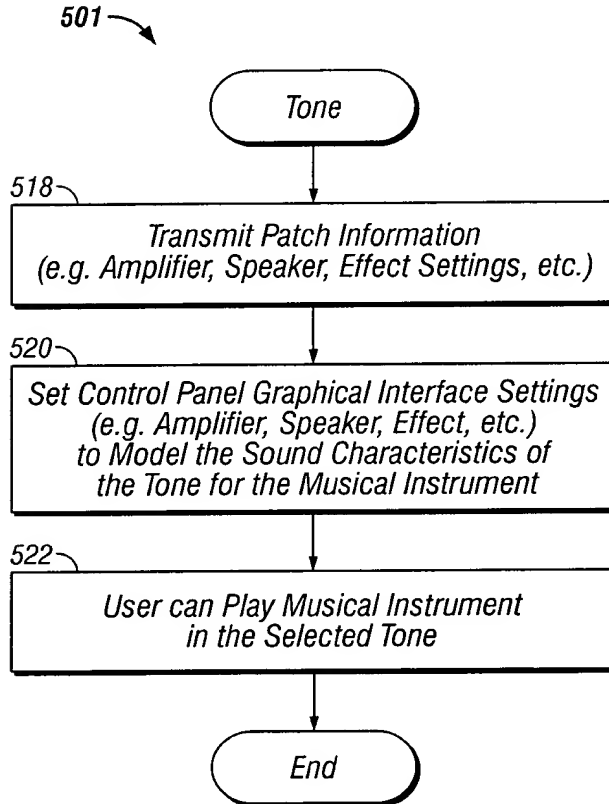 501
Tone
518
Transmit Patch Information
(e.g. Amplifier, Speaker, Effect Settings, etc.)
520
Set Control Panel Graphical Interface Settings
(e.g. Amplifier, Speaker, Effect, etc.)
to Model the Sound Characteristics of
the Tone for the Musical Instrument
522
User can Play Musical Instrument
in the Selected Tone
End